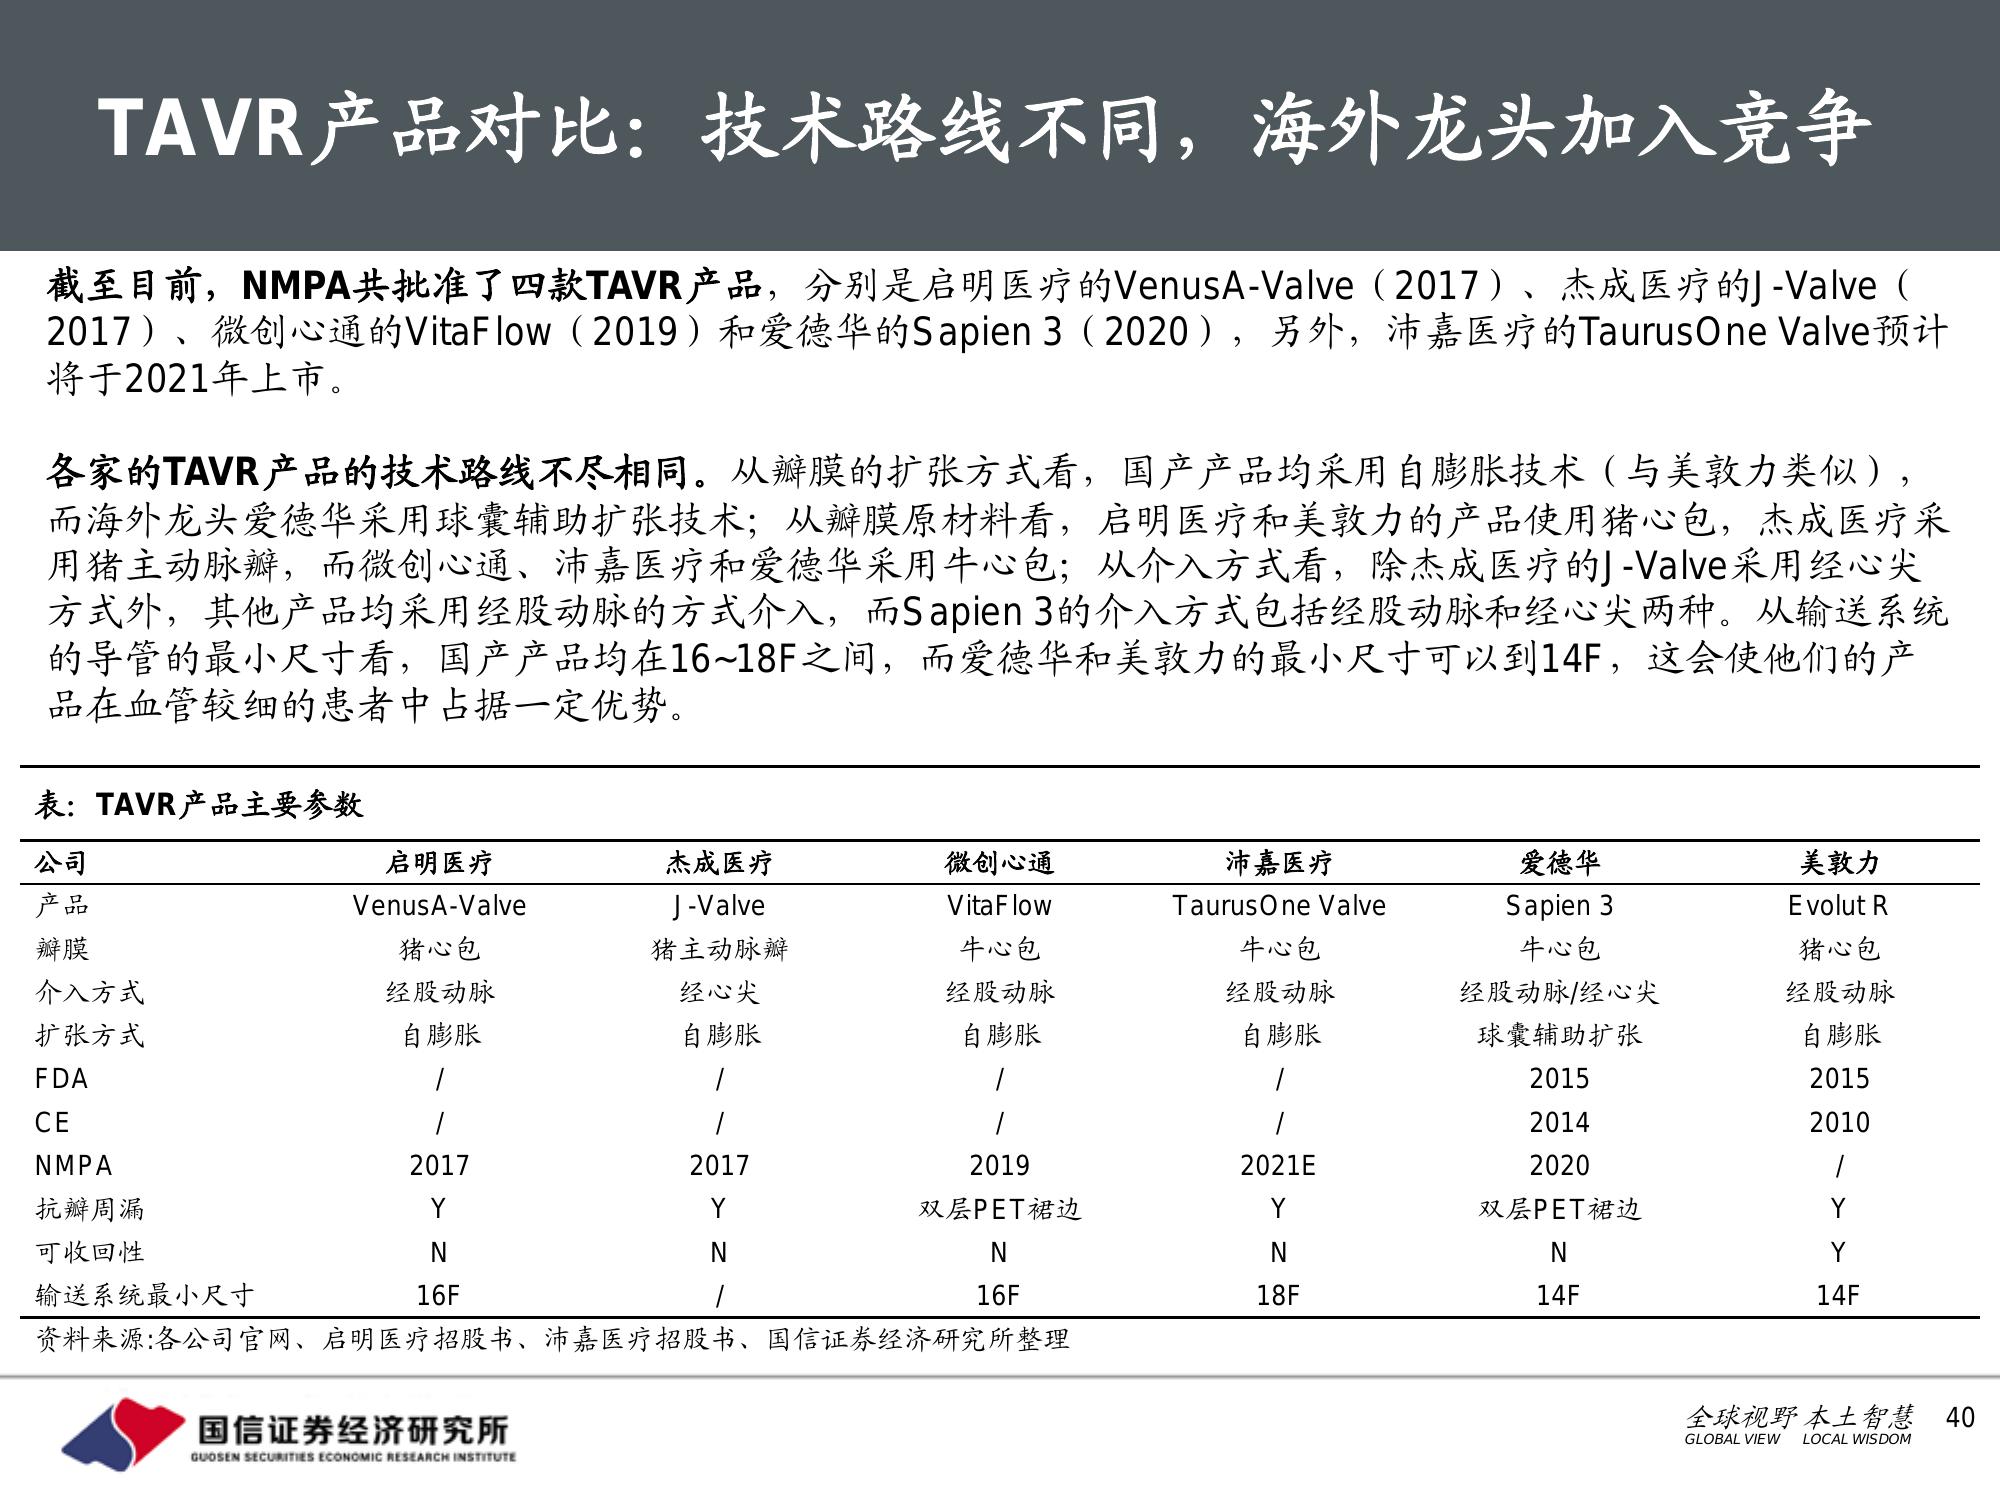 TAVR产品对比：技术路线不同，海外龙头加入竞争
截至目前，NMPA共批准了四款TAVR产品，分别是启明医疗的VenusA-Valve（2017）、杰成医疗的J-Valve（
2017）、微创心通的VitaFlow（2019）和爱德华的Sapien 3（2020），另外，沛嘉医疗的TaurusOne Valve预计
将于2021年上市。
各家的TAVR产品的技术路线不尽相同。从瓣膜的扩张方式看，国产产品均采用自膨胀技术（与美敦力类似），
而海外龙头爱德华采用球囊辅助扩张技术；从瓣膜原材料看，启明医疗和美敦力的产品使用猪心包，杰成医疗采
用猪主动脉瓣，而微创心通、沛嘉医疗和爱德华采用牛心包；从介入方式看，除杰成医疗的J-Valve采用经心尖
方式外，其他产品均采用经股动脉的方式介入，而Sapien 3的介入方式包括经股动脉和经心尖两种。从输送系统
的导管的最小尺寸看，国产产品均在16~18F之间，而爱德华和美敦力的最小尺寸可以到14F，这会使他们的产
品在血管较细的患者中占据一定优势。
表：TAVR产品主要参数
公司 启明医疗 杰成医疗 微创心通 沛嘉医疗 爱德华 美敦力
产品 VenusA-Valve J-Valve VitaFlow TaurusOne Valve Sapien 3 Evolut R
瓣膜 猪心包 猪主动脉瓣 牛心包 牛心包 牛心包 猪心包
介入方式 经股动脉 经心尖 经股动脉 经股动脉 经股动脉/经心尖 经股动脉
扩张方式 自膨胀 自膨胀 自膨胀 自膨胀 球囊辅助扩张 自膨胀
FDA / / / / 2015 2015
CE / / / / 2014 2010
NMPA 2017 2017 2019 2021E 2020 /
抗瓣周漏 Y Y 双层PET裙边 Y 双层PET裙边 Y
可收回性 N N N N N Y
输送系统最小尺寸 16F / 16F 18F 14F 14F
资料来源:各公司官网、启明医疗招股书、沛嘉医疗招股书、国信证券经济研究所整理
国信证券经济研究所
GUOSEN SECURITIES ECONOMIC RESEARCH INSTITUTE
全球视野 本土智慧 40
GLOBAL VIEW LOCAL WISDOM